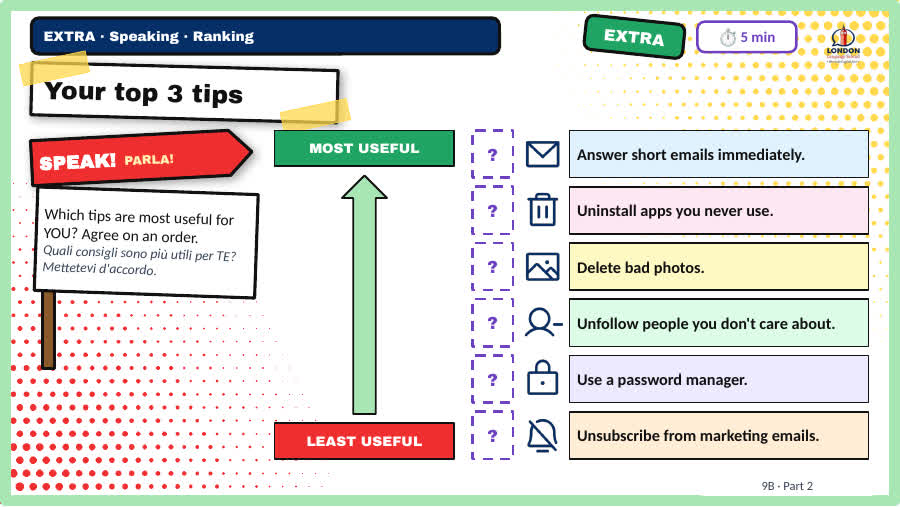 EXTRA · Speaking · Ranking
EXTRA
⏱️ 5 min
LONDON
Your top 3 tips
SPEAK! PARLA!
Which tips are most useful for
YOU? Agree on an order.
Quali consigli sono più utili per TE?
Mettetevi d'accordo.
MOST USEFUL
LEAST USEFUL
? Answer short emails immediately.
? Uninstall apps you never use.
? Delete bad photos.
? Unfollow people you don't care about.
? Use a password manager.
? Unsubscribe from marketing emails.
9B · Part 2